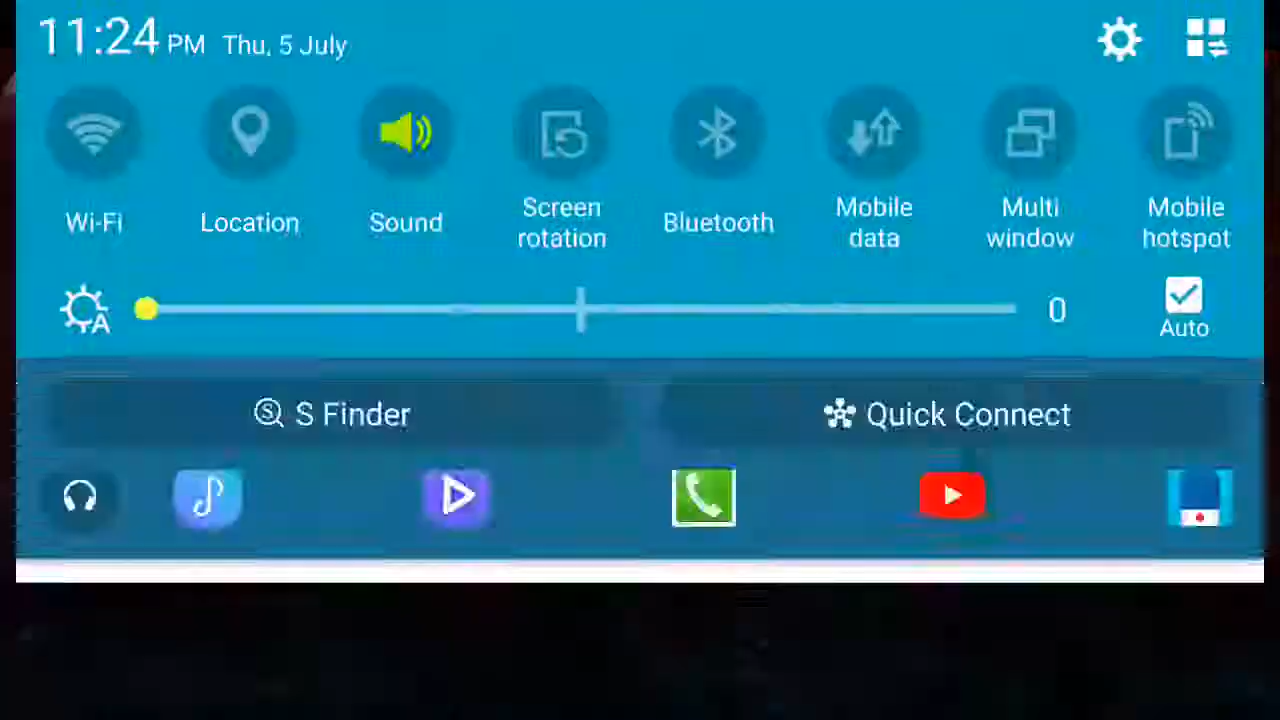 11:24 PM Thu, 5 July
Wi-Fi
Location
Sound
Screen
rotation
Bluetooth
Mobile
data
Multi
window
Mobile
hotspot
A
0
Auto
S Finder
Quick Connect